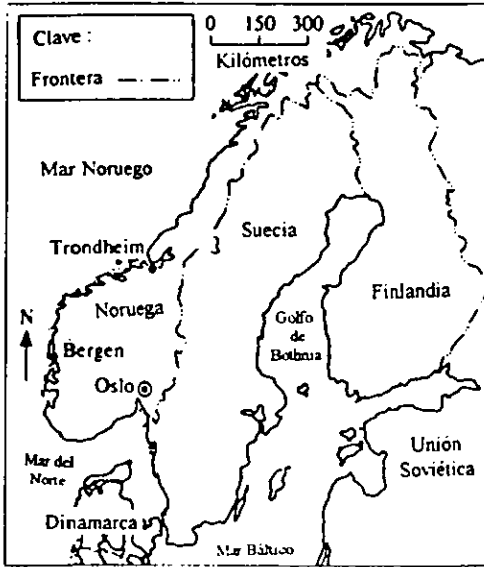 Clave :
Frontera
0 150 300
Kilómetros
Mar Noruego
Suecia
Trondheim
Finlandia
N
Noruega
Golfo
de
Bothnia
Bergen
Oslo
Mar del
Norte
Unión
Soviética
Dinamarca
Mar Báltico